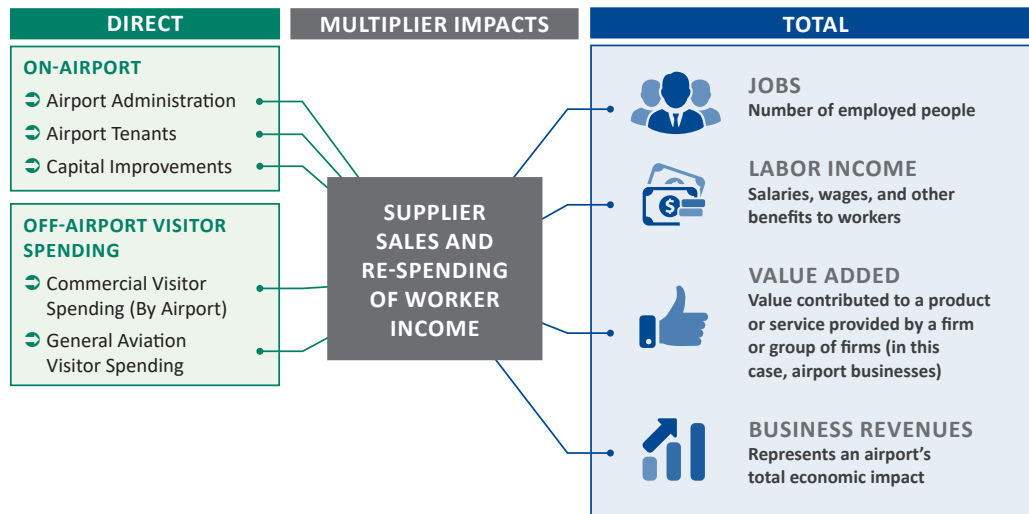 DIRECT
MULTIPLIER IMPACTS
TOTAL
ON-AIRPORT
Airport Administration
Airport Tenants
Capital Improvements
OFF-AIRPORT VISITOR
SPENDING
Commercial Visitor
Spending (By Airport)
General Aviation
Visitor Spending
SUPPLIER
SALES AND
RE-SPENDING
OF WORKER
INCOME
JOBS
Number of employed people
$
LABOR INCOME
Salaries, wages, and other
benefits to workers
VALUE ADDED
Value contributed to a product
or service provided by a firm
or group of firms (in this
case, airport businesses)
BUSINESS REVENUES
Represents an airport's
total economic impact